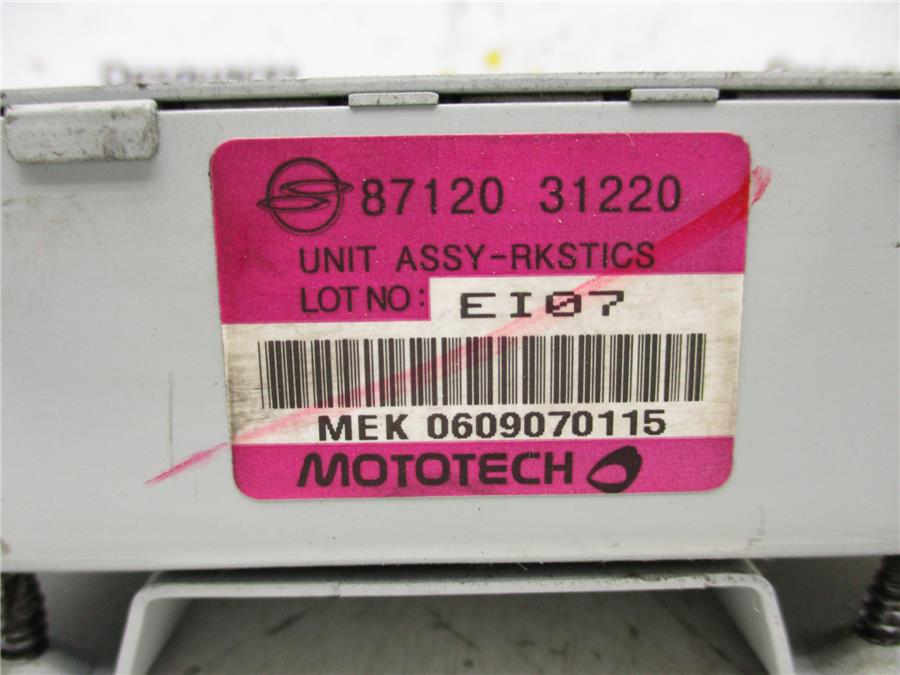 87120 31220
UNIT ASSY-RKSTICS
LOT NO: EI07
MEK 0609070115
MOTOTECH